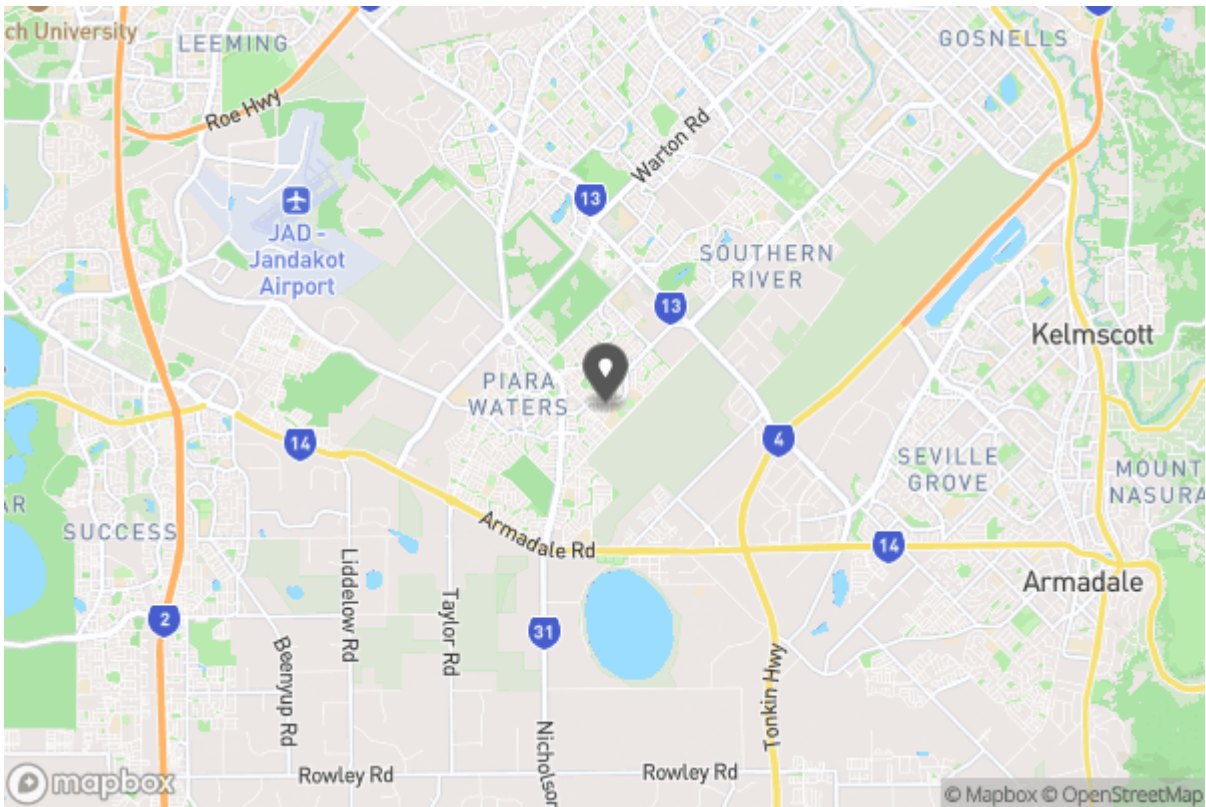 ch University
LEEMING
GOSNELLS
Roe Hwy
Warton Rd
13
JAD -
Jandakot
Airport
SOUTHERN
RIVER
13
Kelmscott
PIARA
WATERS
14
4
SEVILLE
GROVE
MOUNT
NASURA
AR
SUCCESS
Armadale Rd
14
Liddelow Rd
Taylor Rd
Armadale
2
31
Beenyup Rd
Tonkin Hwy
Nicholson
Rowley Rd
Rowley Rd
mapbox
© Mapbox © OpenStreetMap